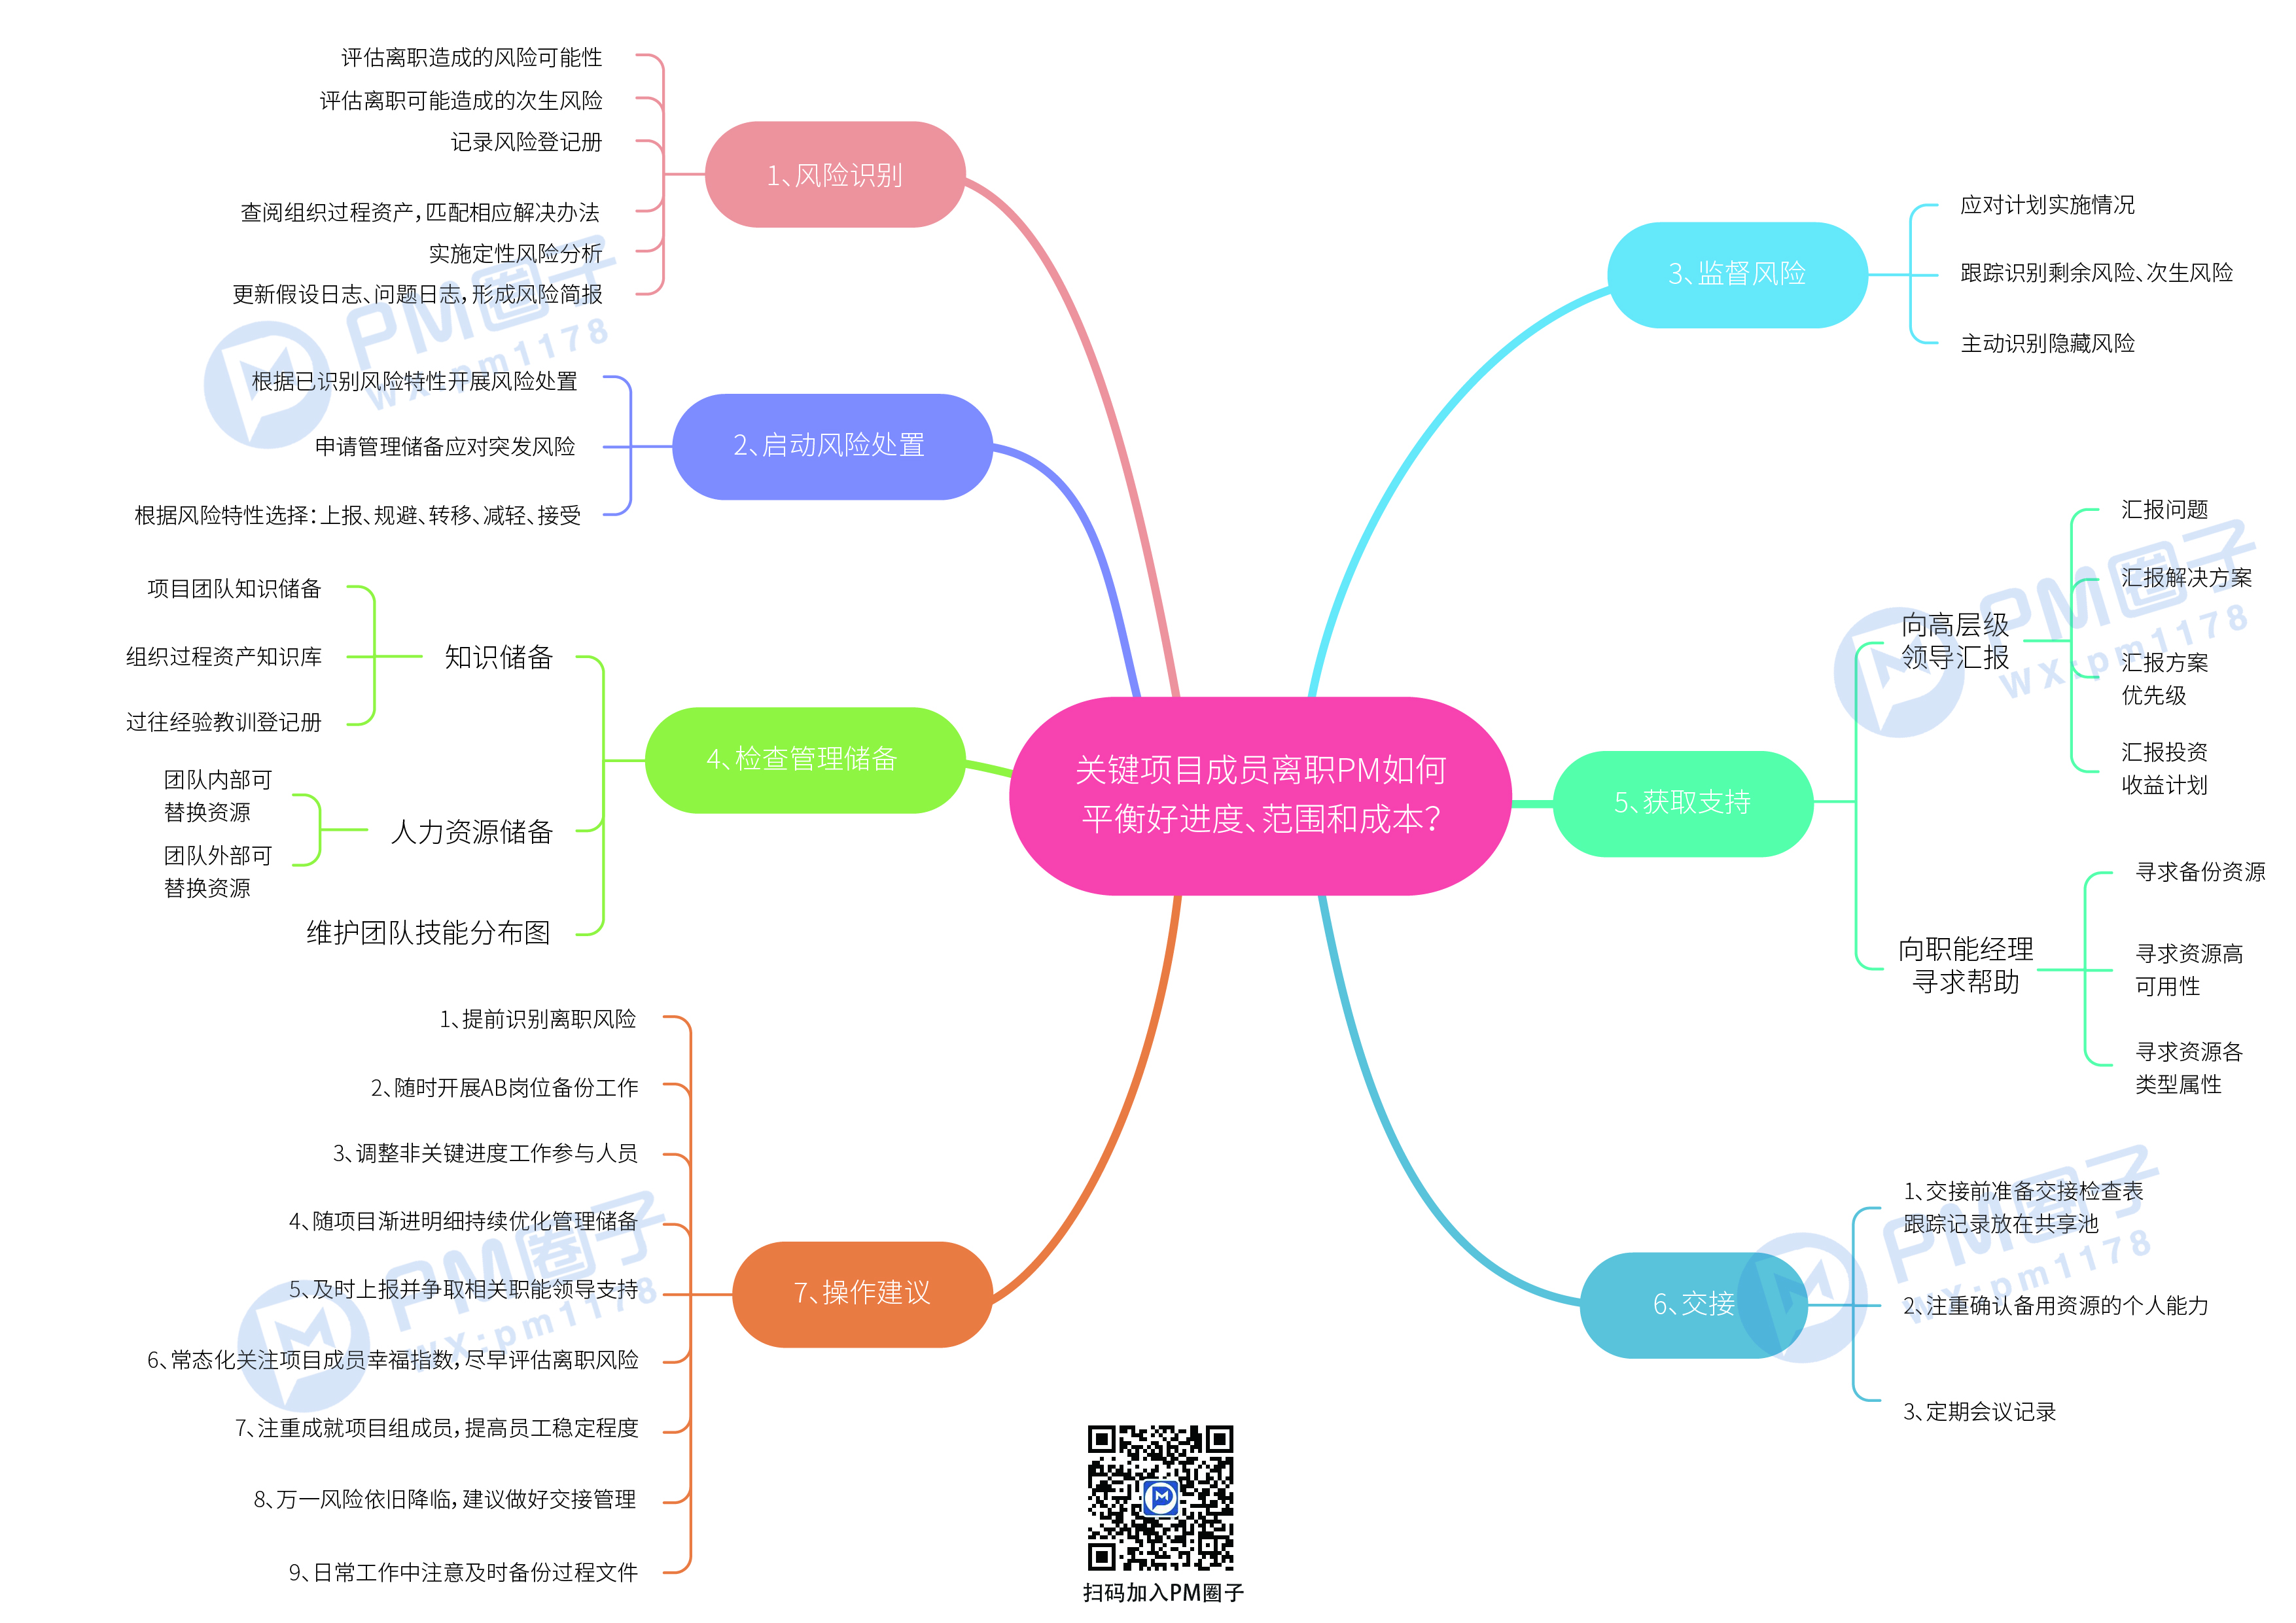 关键项目成员离职PM如何
平衡好进度、范围和成本？
1、风险识别
评估离职造成的风险可能性
评估离职可能造成的次生风险
记录风险登记册
查阅组织过程资产，匹配相应解决办法
实施定性风险分析
更新假设日志、问题日志，形成风险简报
2、启动风险处置
根据已识别风险特性开展风险处置
申请管理储备应对突发风险
根据风险特性选择：上报、规避、转移、减轻、接受
3、监督风险
应对计划实施情况
跟踪识别剩余风险、次生风险
主动识别隐藏风险
4、检查管理储备
知识储备
项目团队知识储备
组织过程资产知识库
过往经验教训登记册
人力资源储备
团队内部可
替换资源
团队外部可
替换资源
维护团队技能分布图
5、获取支持
向高层级
领导汇报
汇报问题
汇报解决方案
汇报方案
优先级
汇报投资
收益计划
向职能经理
寻求帮助
寻求备份资源
寻求资源高
可用性
寻求资源各
类型属性
6、交接
1、交接前准备交接检查表
跟踪记录放在共享池
2、注重确认备用资源的个人能力
3、定期会议记录
7、操作建议
1、提前识别离职风险
2、随时开展AB岗位备份工作
3、调整非关键进度工作参与人员
4、随项目渐进明细持续优化管理储备
5、及时上报并争取相关职能领导支持
6、常态化关注项目成员幸福指数，尽早评估离职风险
7、注重成就项目组成员，提高员工稳定程度
8、万一风险依旧降临，建议做好交接管理
9、日常工作中注意及时备份过程文件
扫码加入PM圈子
PM圈子
wx:pm1178
PM圈子
wx:pm1178
PM圈子
wx:pm1178
PM圈子
wx:pm1178